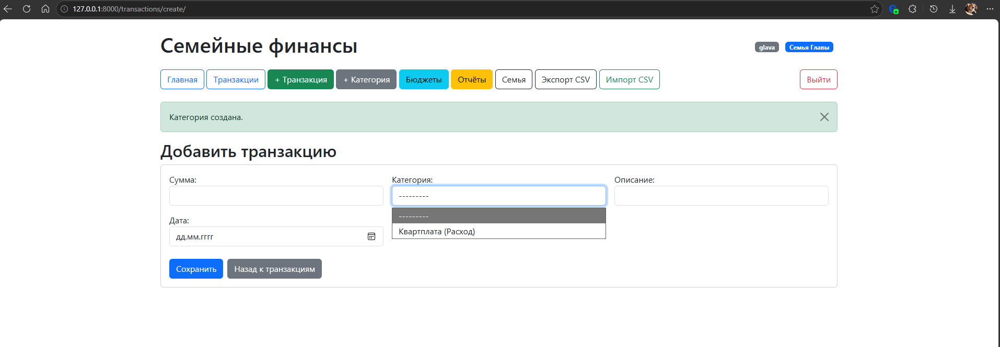 127.0.0.1:8000/transactions/create/
Семейные финансы
glava Семья Главы
Главная Транзакции + Транзакция + Категория Бюджеты Отчёты Семья Экспорт CSV Импорт CSV Выйти
Категория создана.
Добавить транзакцию
Сумма: Категория: Описание:
---------
---------
Дата:
Квартплата (Расход)
дд.мм.гггг
Сохранить Назад к транзакциям